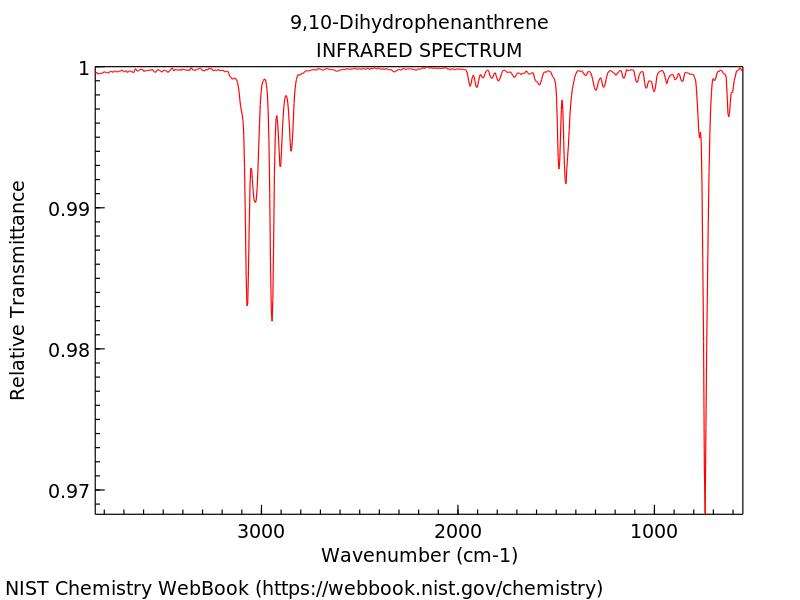 9,10-Dihydrophenanthrene
INFRARED SPECTRUM
1
0.99
0.98
0.97
Relative Transmittance
3000 2000 1000
Wavenumber (cm-1)
NIST Chemistry WebBook (https://webbook.nist.gov/chemistry)